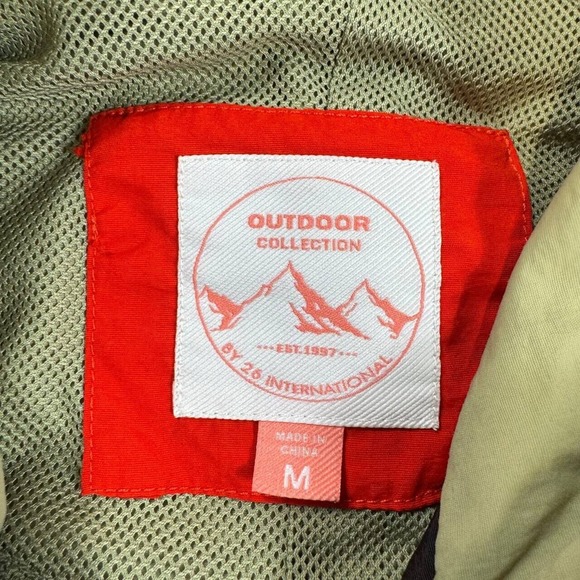 OUTDOOR
COLLECTION
EST.1997
BY 26 INTERNATIONAL
MADE IN
CHINA
M